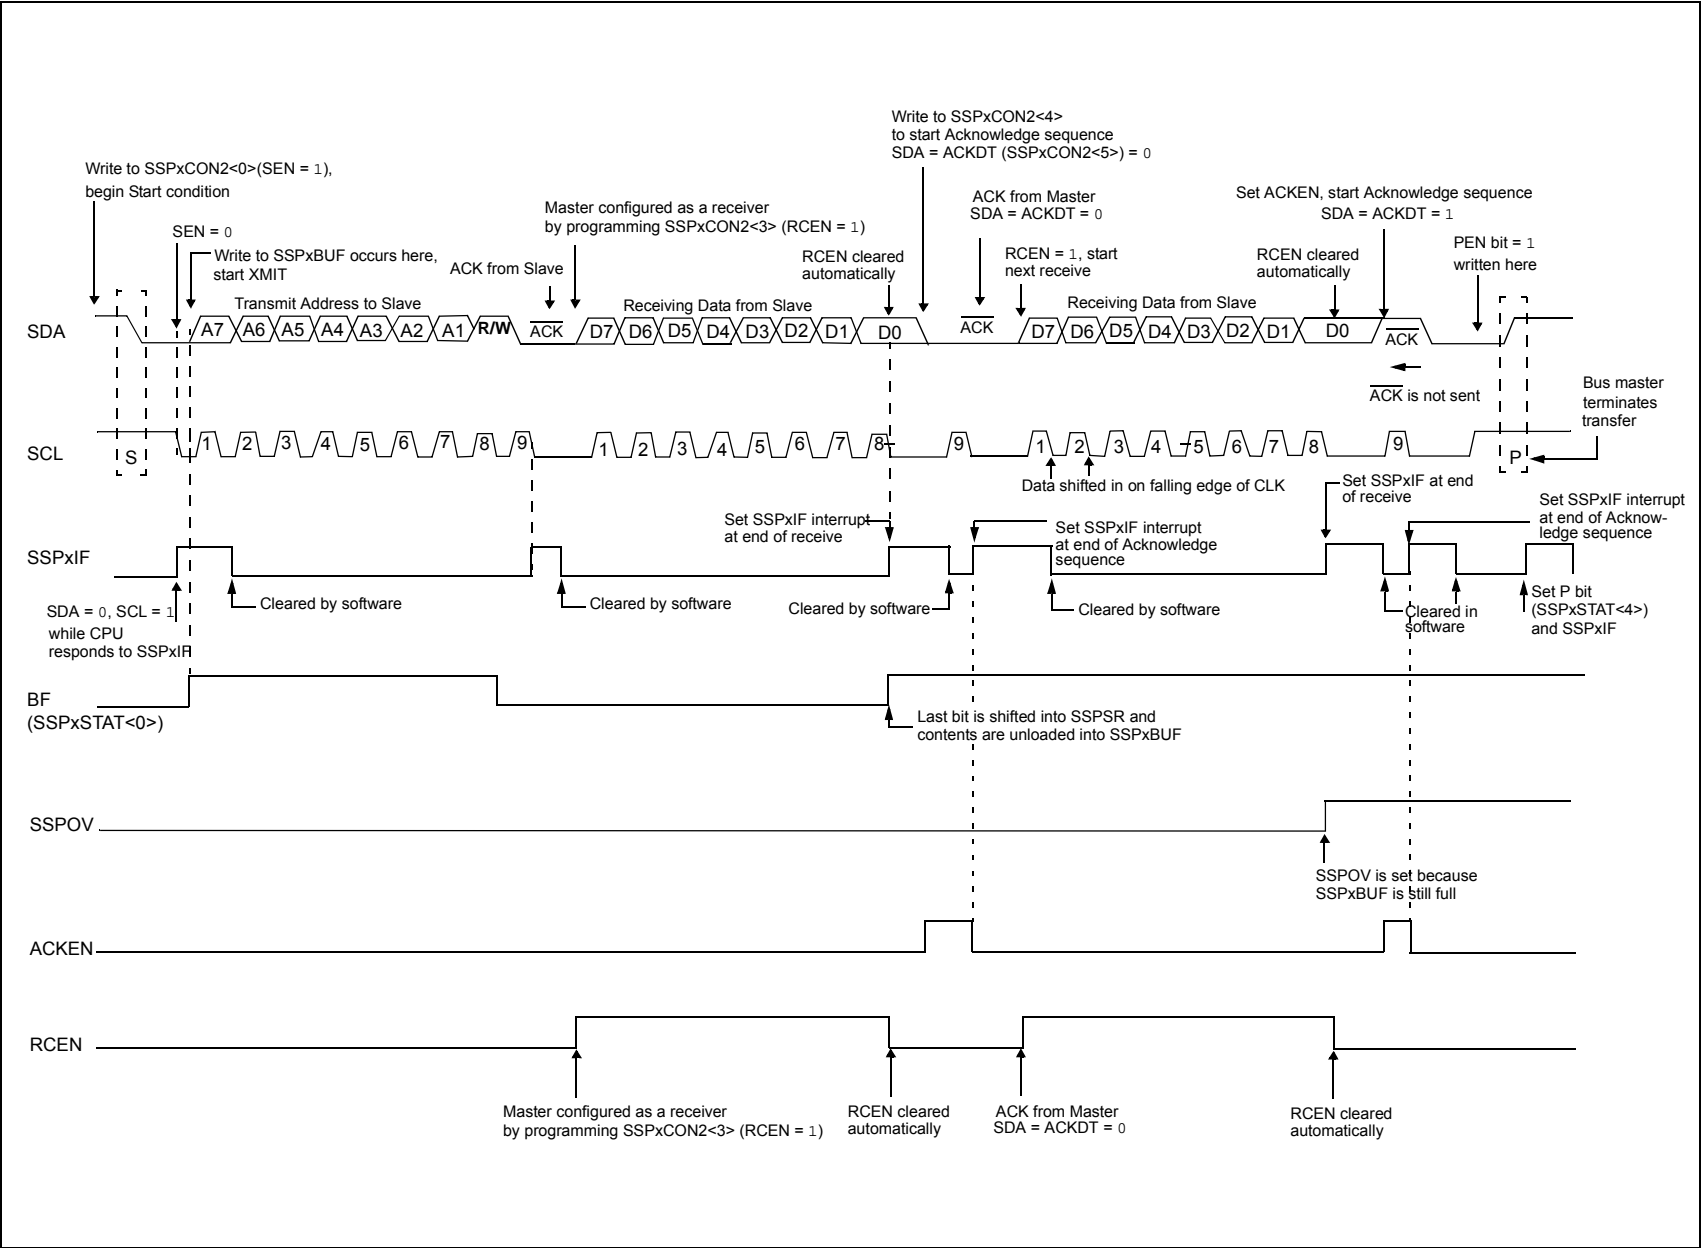 Write to SSPxCON2<4>
to start Acknowledge sequence
SDA = ACKDT (SSPxCON2<5>) = 0
Write to SSPxCON2<0>(SEN = 1),
begin Start condition
ACK from Master
SDA = ACKDT = 0
Set ACKEN, start Acknowledge sequence
SDA = ACKDT = 1
Master configured as a receiver
by programming SSPxCON2<3> (RCEN = 1)
SEN = 0
Write to SSPxBUF occurs here,
start XMIT
ACK from Slave
RCEN cleared
automatically
RCEN = 1, start
next receive
RCEN cleared
automatically
PEN bit = 1
written here
Transmit Address to Slave
Receiving Data from Slave
Receiving Data from Slave
SDA A7 A6 A5 A4 A3 A2 A1 R/W ACK D7 D6 D5 D4 D3 D2 D1 D0 ACK D7 D6 D5 D4 D3 D2 D1 D0 ACK
ACK is not sent
Bus master
terminates
transfer
SCL S 1 2 3 4 5 6 7 8 9 1 2 3 4 5 6 7 8 9 1 2 3 4 5 6 7 8 9 P
Data shifted in on falling edge of CLK
Set SSPxIF at end
of receive
Set SSPxIF interrupt
at end of receive
Set SSPxIF interrupt
at end of Acknowledge
sequence
Set SSPxIF interrupt
at end of Acknow-
ledge sequence
SSPxIF
SDA = 0, SCL = 1
while CPU
responds to SSPxIF
Cleared by software
Cleared by software
Cleared by software
Cleared by software
Cleared in
software
Set P bit
(SSPxSTAT<4>)
and SSPxIF
BF
(SSPxSTAT<0>)
Last bit is shifted into SSPSR and
contents are unloaded into SSPxBUF
SSPOV
SSPOV is set because
SSPxBUF is still full
ACKEN
RCEN
Master configured as a receiver
by programming SSPxCON2<3> (RCEN = 1)
RCEN cleared
automatically
ACK from Master
SDA = ACKDT = 0
RCEN cleared
automatically